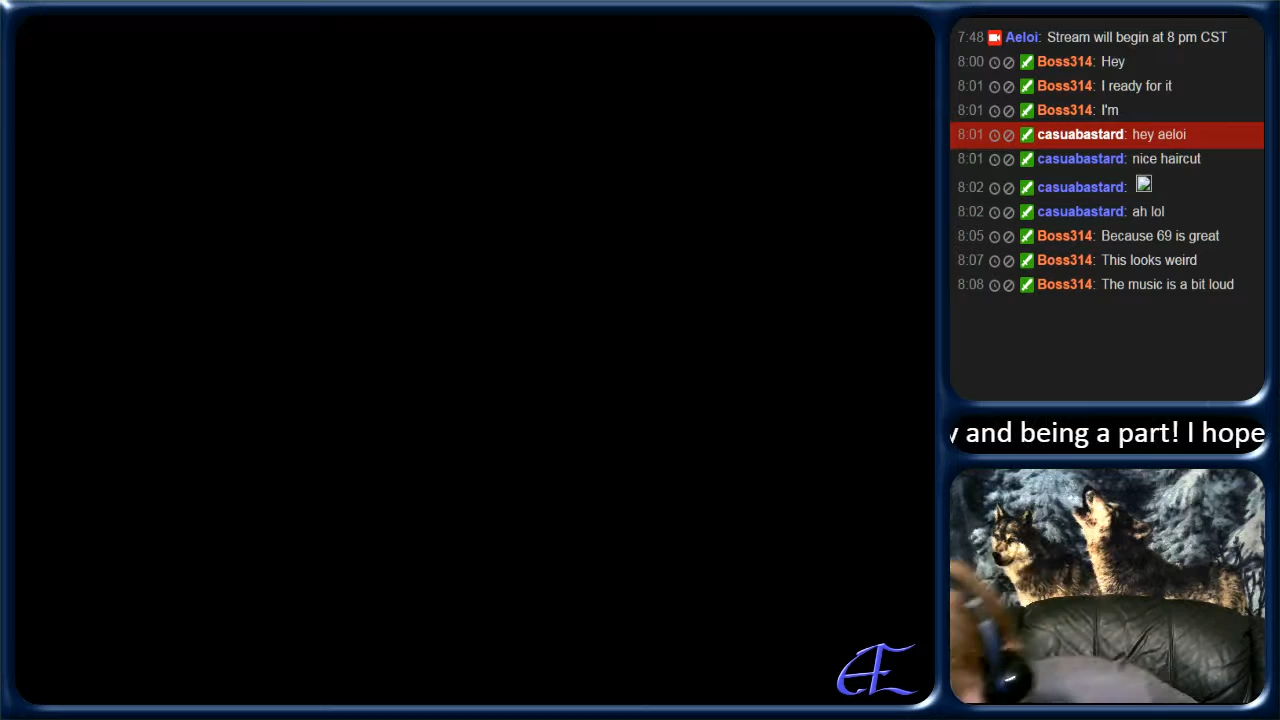 7:48 Aeloi: Stream will begin at 8 pm CST
8:00 Boss314: Hey
8:01 Boss314: I ready for it
8:01 Boss314: I'm
8:01 casuabastard: hey aeloi
8:01 casuabastard: nice haircut
8:02 casuabastard:
8:02 casuabastard: ah lol
8:05 Boss314: Because 69 is great
8:07 Boss314: This looks weird
8:08 Boss314: The music is a bit loud
and being a part! I hope